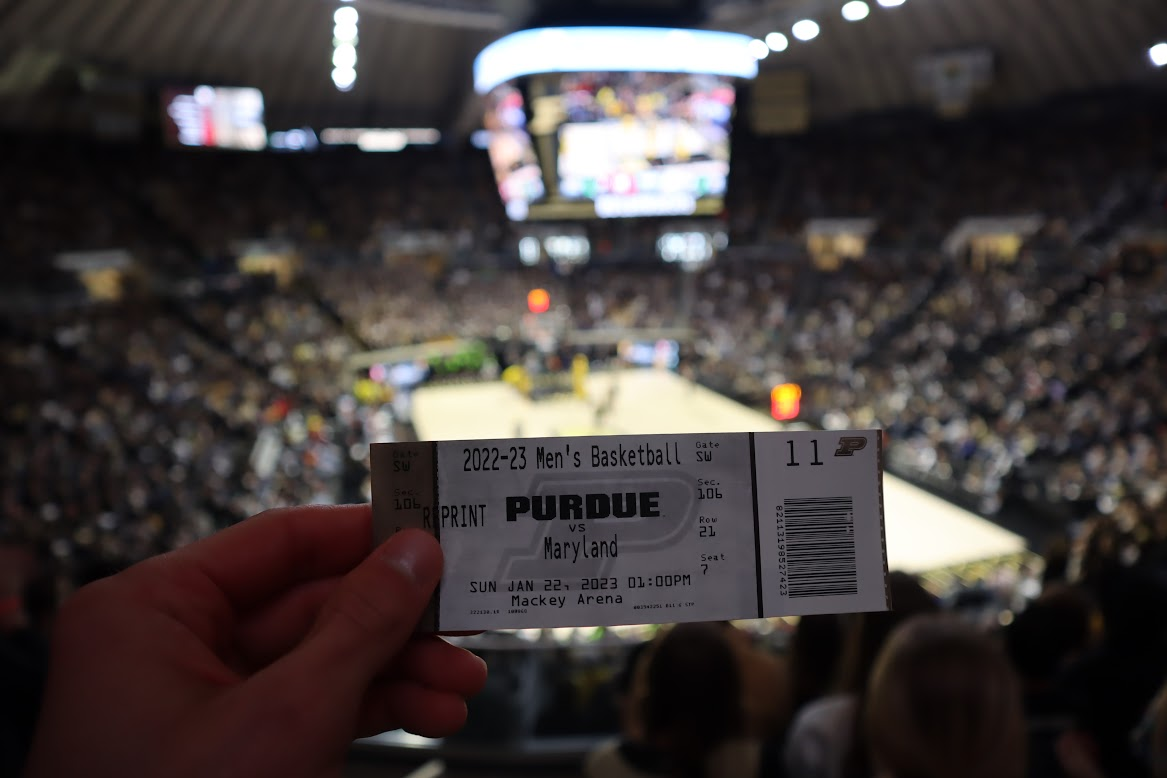 Gate
SW
Sec.
106
REPRINT
2022-23 Men's Basketball
PURDUE
VS
Maryland
SUN JAN 22, 2023 01:00PM
Mackey Arena
Gate
SW
Sec.
106
Row
21
Seat
7
11 P
82113198527423